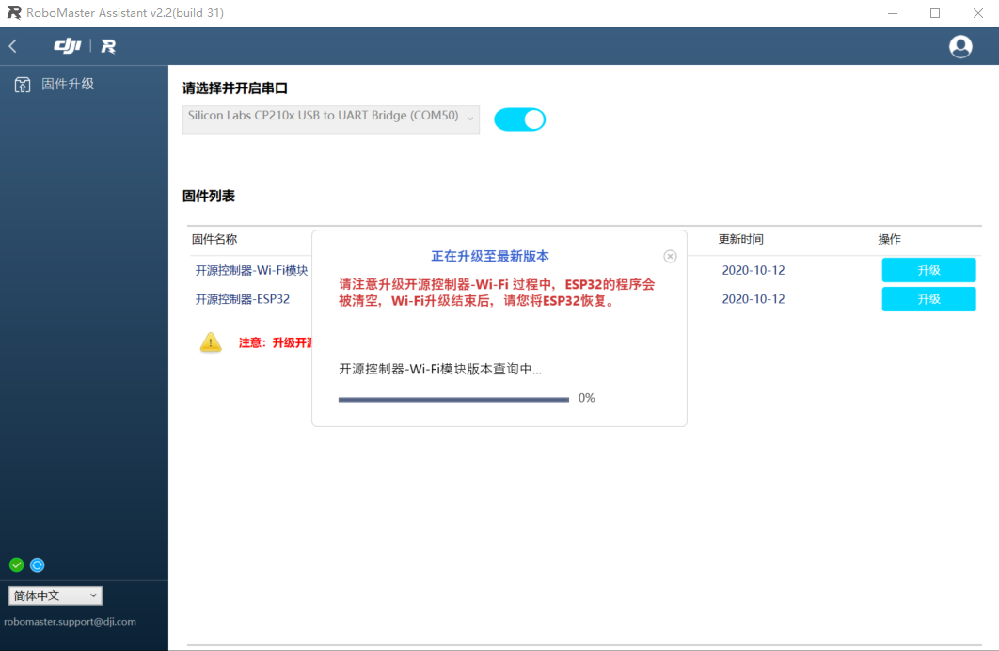 RoboMaster Assistant v2.2(build 31)
dji
固件升级
请选择并开启串口
Silicon Labs CP210x USB to UART Bridge (COM50)
固件列表
固件名称 更新时间 操作
正在升级至最新版本
请注意升级开源控制器-Wi-Fi 过程中，ESP32的程序会
被清空，Wi-Fi升级结束后，请您将ESP32恢复。
开源控制器-Wi-Fi模块 2020-10-12 升级
开源控制器-ESP32 2020-10-12 升级
注意：升级开
开源控制器-Wi-Fi模块版本查询中...
0%
简体中文
robomaster.support@dji.com